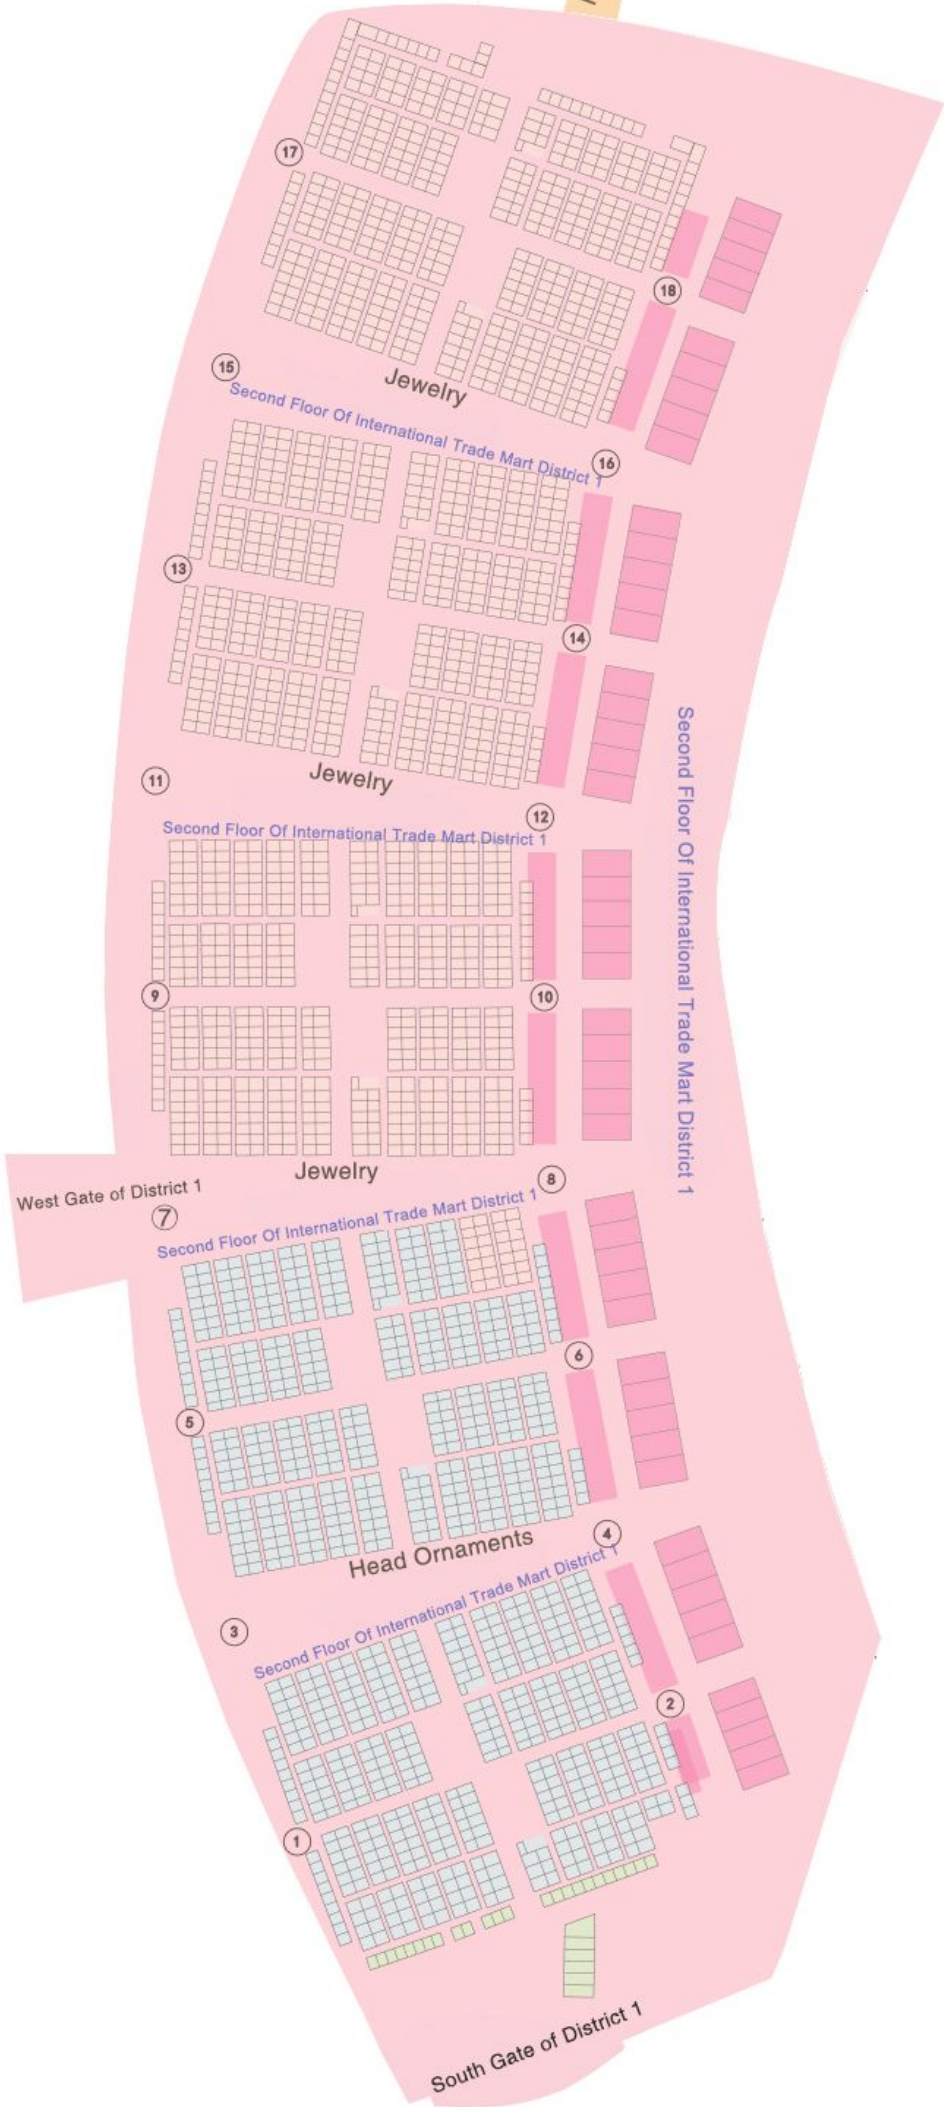 17
18
Jewelry
15
Second Floor Of International Trade Mart District 1
16
13
14
Jewelry
11
12
Second Floor Of International Trade Mart District 1
Second Floor Of International Trade Mart District 1
9
10
Jewelry
West Gate of District 1
7
8
Second Floor Of International Trade Mart District 1
6
5
Head Ornaments
4
Second Floor Of International Trade Mart District 1
3
2
1
South Gate of District 1